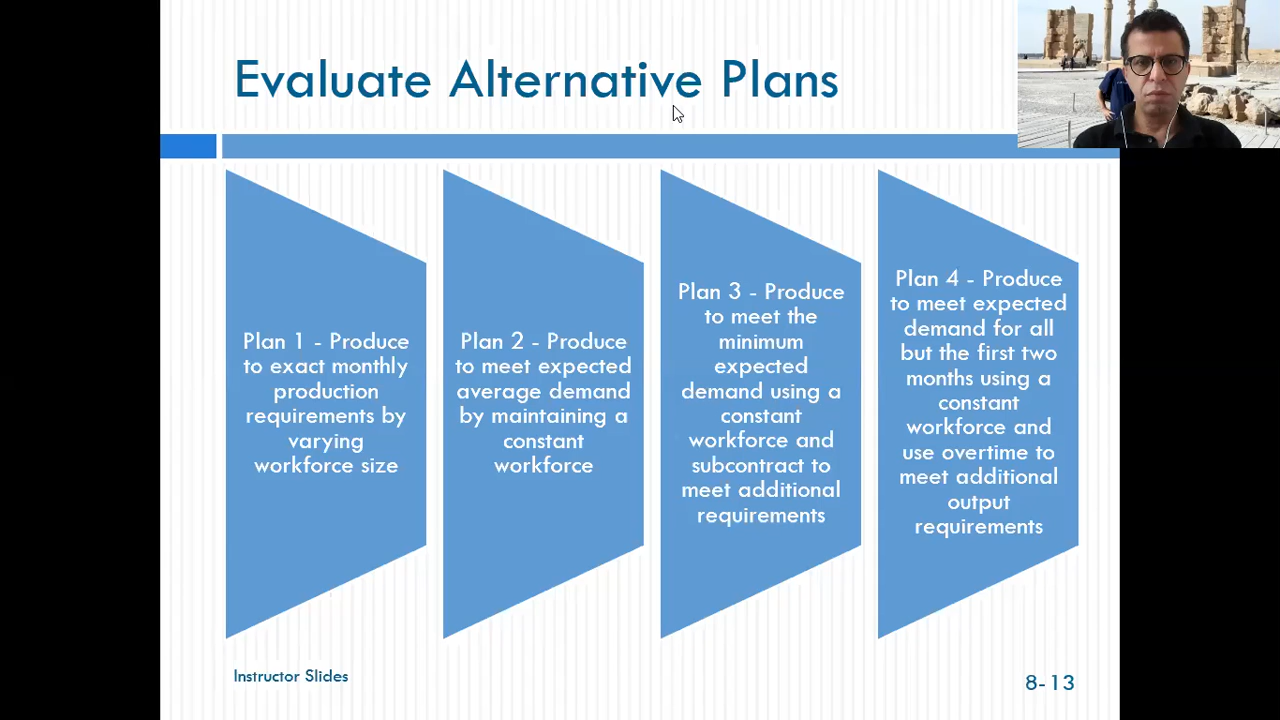 Evaluate Alternative Plans
Plan 1 - Produce
to exact monthly
production
requirements by
varying
workforce size
Plan 2 - Produce
to meet expected
average demand
by maintaining a
constant
workforce
Plan 3 - Produce
to meet the
minimum
expected
demand using a
constant
workforce and
subcontract to
meet additional
requirements
Plan 4 - Produce
to meet expected
demand for all
but the first two
months using a
constant
workforce and
use overtime to
meet additional
output
requirements
Instructor Slides
8-13